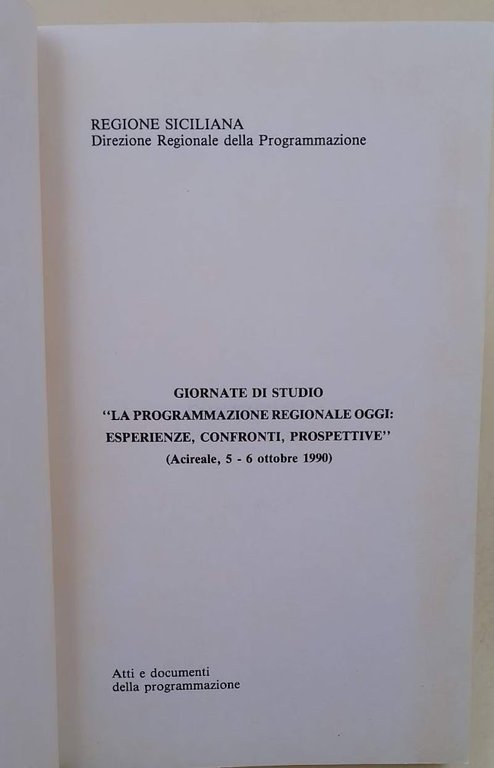 REGIONE SICILIANA
Direzione Regionale della Programmazione
GIORNATE DI STUDIO
“LA PROGRAMMAZIONE REGIONALE OGGI:
ESPERIENZE, CONFRONTI, PROSPETTIVE”
(Acireale, 5 - 6 ottobre 1990)
Atti e documenti
della programmazione